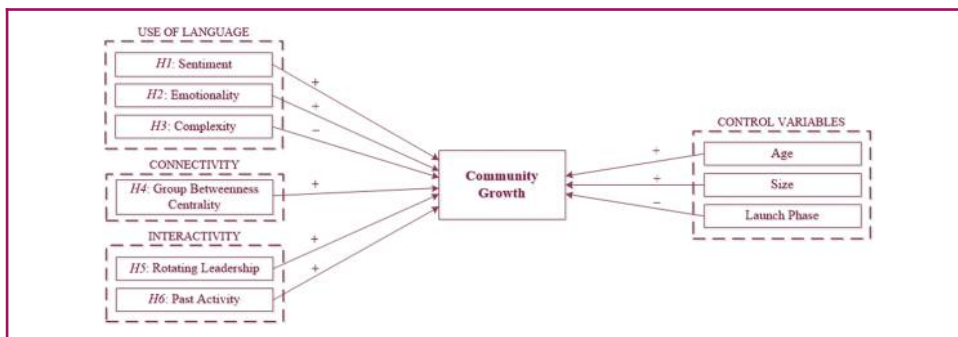 USE OF LANGUAGE
H1: Sentiment
+
H2: Emotionality
+
H3: Complexity
−
CONNECTIVITY
H4: Group Betweenness
Centrality
+
INTERACTIVITY
H5: Rotating Leadership
+
H6: Past Activity
+
Community
Growth
CONTROL VARIABLES
+
Age
+
Size
−
Launch Phase